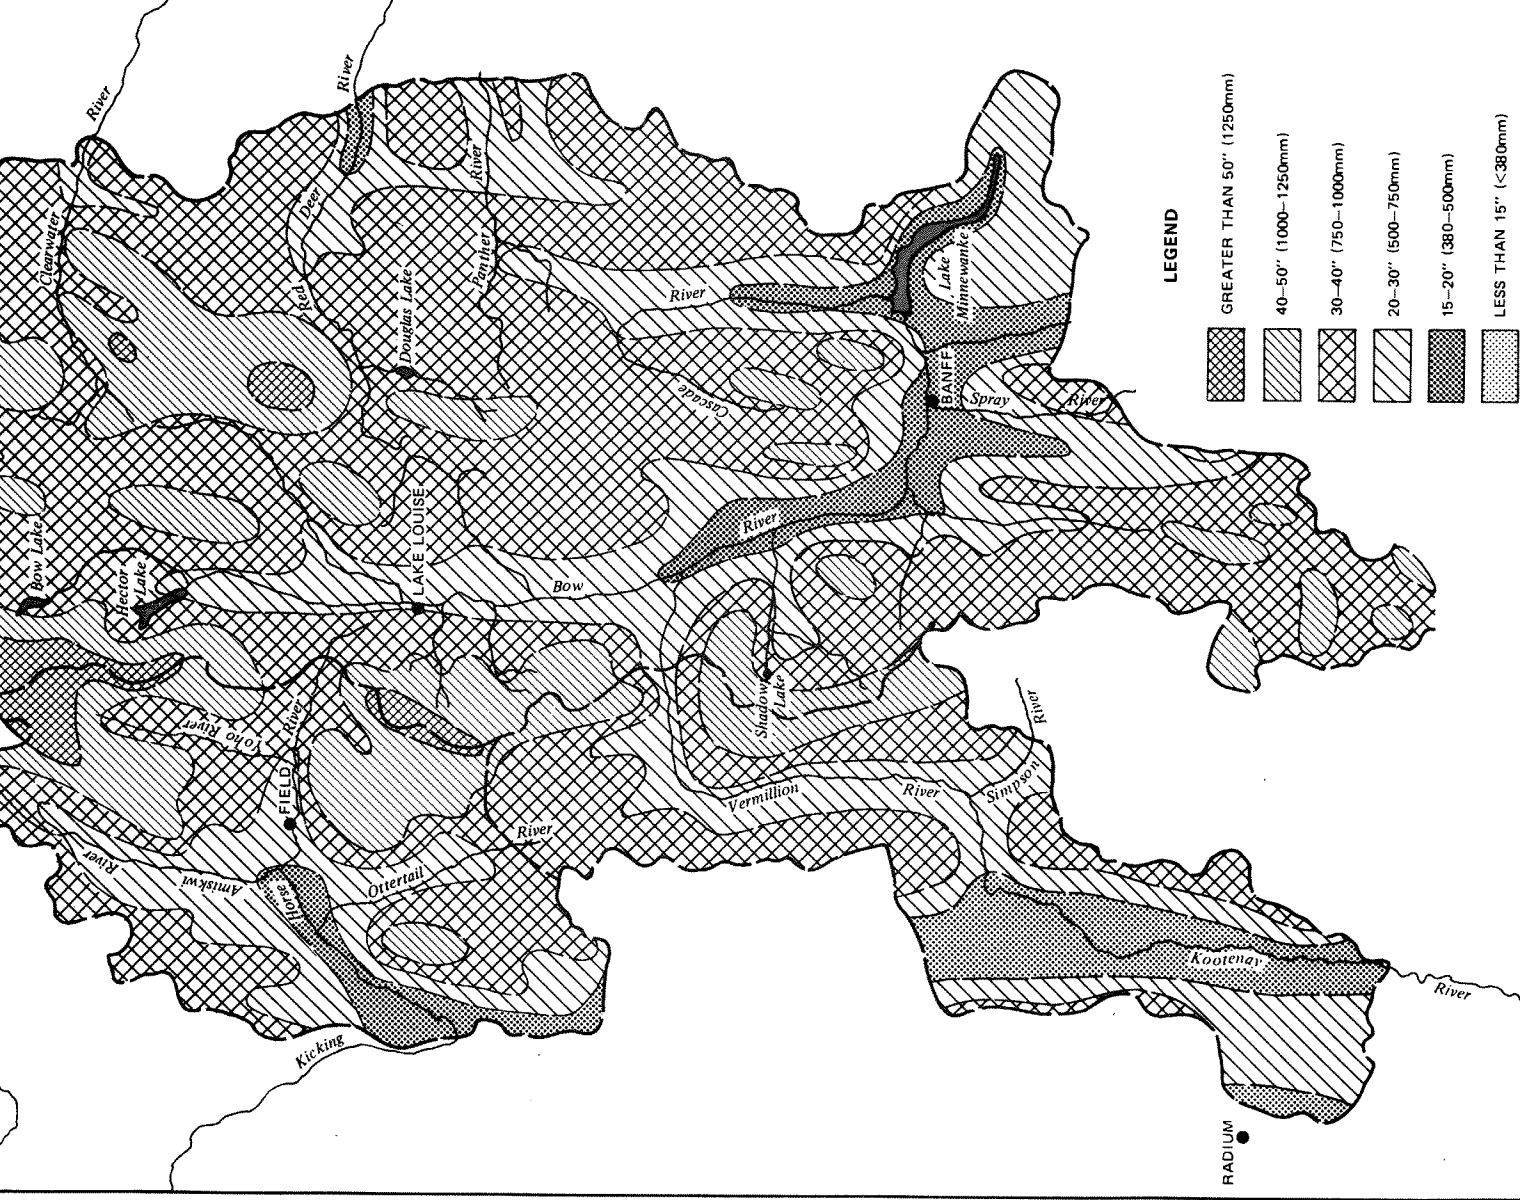 River
River
Clearwater
Deer
Red
River
Panther
Douglas Lake
River
Cascade
Lake
Minnewanke
BANFF
Spray
River
LEGEND
GREATER THAN 50" (1250mm)
40–50" (1000–1250mm)
30–40" (750–1000mm)
20–30" (500–750mm)
15–20" (380–500mm)
LESS THAN 15" (<380mm)
Bow Lake
Hector
Lake
LAKE LOUISE
Bow
River
Shadow
Lake
Yoho River
River
FIELD
River
Amiskwi
Horse
Ottertail
River
Vermillion
River
Simpson
River
Kicking
Kootenay
River
RADIUM